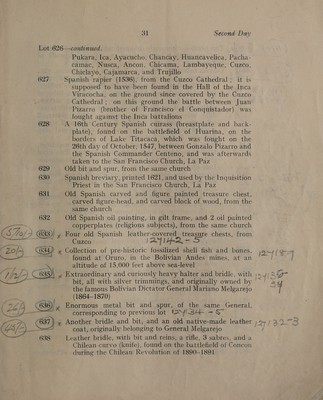 31
Second Day
Lot 626—continued.
Pukara, Ica, Ayacucho, Chancay, Huancavelica, Pacha-
camac, Nusca, Ancon, Chicama, Lambayeque, Cuzco,
Chiclayo, Cajamarca, and Trujillo
627 Spanish rapier (1536), from the Cuzco Cathedral; it is
supposed to have been found in the Hall of the Inca
Viracocha, on the ground once covered by the Cuzco
Cathedral; on this ground the battle between Juan
Pizarro (brother of Francisco el Conquistador) was
fought against the Inca battalions
628 A 16th Century Spanish cuirass (breastplate and back-
plate), found on the battlefield of Huarina, on the
borders of Lake Titacaca, which was fought on the
26th day of October, 1547, between Gonzalo Pizarro and
the Spanish Commander Centeno, and was afterwards
taken to the San Francisco Church, La Paz
629 Old bit and spur, from the same church
630 Spanish breviary, printed 1621, and used by the Inquisition
Priest in the San Francisco Church, La Paz
631 Old Spanish carved and figure painted treasure chest,
carved figure-head, and carved block of wood, from the
same church
632 Old Spanish oil painting, in gilt frame, and 2 oil painted
copperplates (religious subjects), from the same church
633 Four old Spanish leather-covered treasure chests, from
Cuzco 127142-5
20/- 634 Collection of pre-historic fossilized shell fish and bones,
found at Oruro, in the Bolivian Andes mines, at an
altitude of 15,000 feet above sea-level
635 Extraordinary and curiously heavy halter and bridle, with
bit, all with silver trimmings, and originally owned by
the famous Bolivian Dictator General Mariano Melgarejo
(1864–1870)
636 Enormous metal bit and spur, of the same General,
corresponding to previous lot
637 Another bridle and bit, and an old native-made leather 127132-3
coat, originally belonging to General Melgarejo
638 Leather bridle, with bit and reins, a rifle, 3 sabres, and a
Chilean curvo (knife), found on the battlefield of Concon
during the Chilean Revolution of 1890–1891